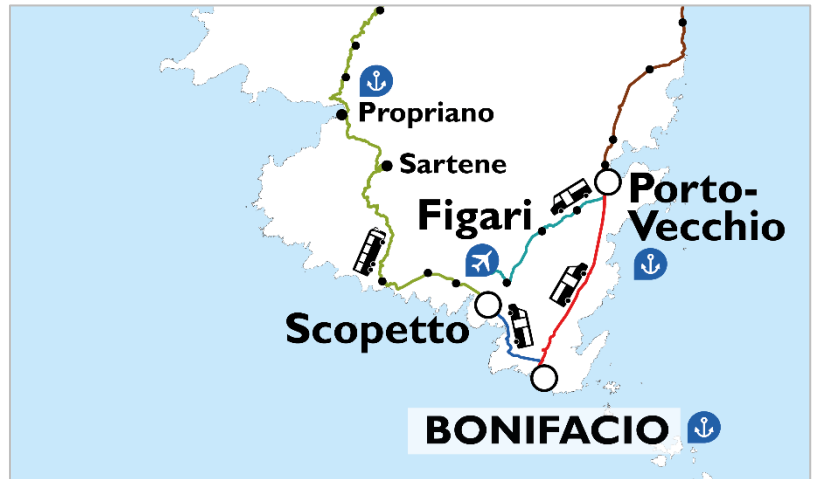 Propriano
Sartene
Figari
Porto-
Vecchio
Scopetto
BONIFACIO